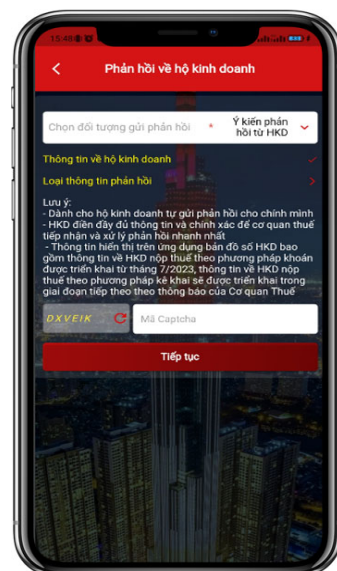 15:48
Phản hồi về hộ kinh doanh
Chọn đối tượng gửi phản hồi * Ý kiến phản
hồi từ HKD
Thông tin về hộ kinh doanh
Loại thông tin phản hồi
Lưu ý:
- Dành cho hộ kinh doanh tự gửi phản hồi cho chính mình
- HKD điền đầy đủ thông tin và chính xác để cơ quan thuế
tiếp nhận và xử lý phản hồi nhanh nhất
- Thông tin hiển thị trên ứng dụng bản đồ số HKD bao
gồm thông tin về HKD nộp thuế theo phương pháp khoán
được triển khai từ tháng 7/2023, thông tin về HKD nộp
thuế theo phương pháp kê khai sẽ được triển khai trong
giai đoạn tiếp theo theo thông báo của Cơ quan Thuế
DXVEIK Mã Captcha
Tiếp tục